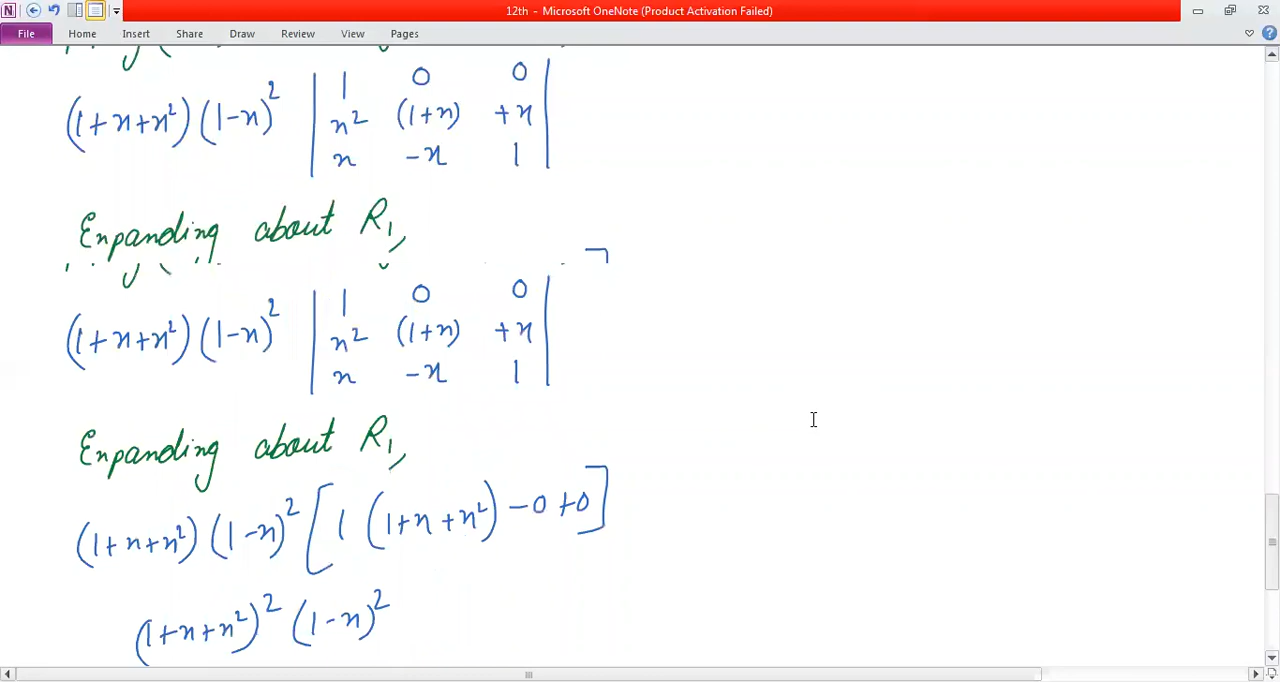 12th - Microsoft OneNote (Product Activation Failed)
File Home Insert Share Draw Review View Pages
(1+x+x²)(1-x)² | 1 0 0
x² (1+x) +x
x -x 1 |
Expanding about R₁,
(1+x+x²)(1-x)² | 1 0 0
x² (1+x) +x
x -x 1 |
Expanding about R₁,
(1+x+x²)(1-x)² [1(1+x+x²)-0+0]
(1+x+x²)² (1-x)²